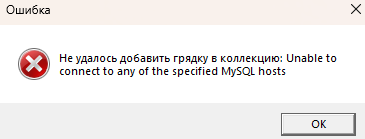 Ошибка
Не удалось добавить грядку в коллекцию: Unable to
connect to any of the specified MySQL hosts
OK